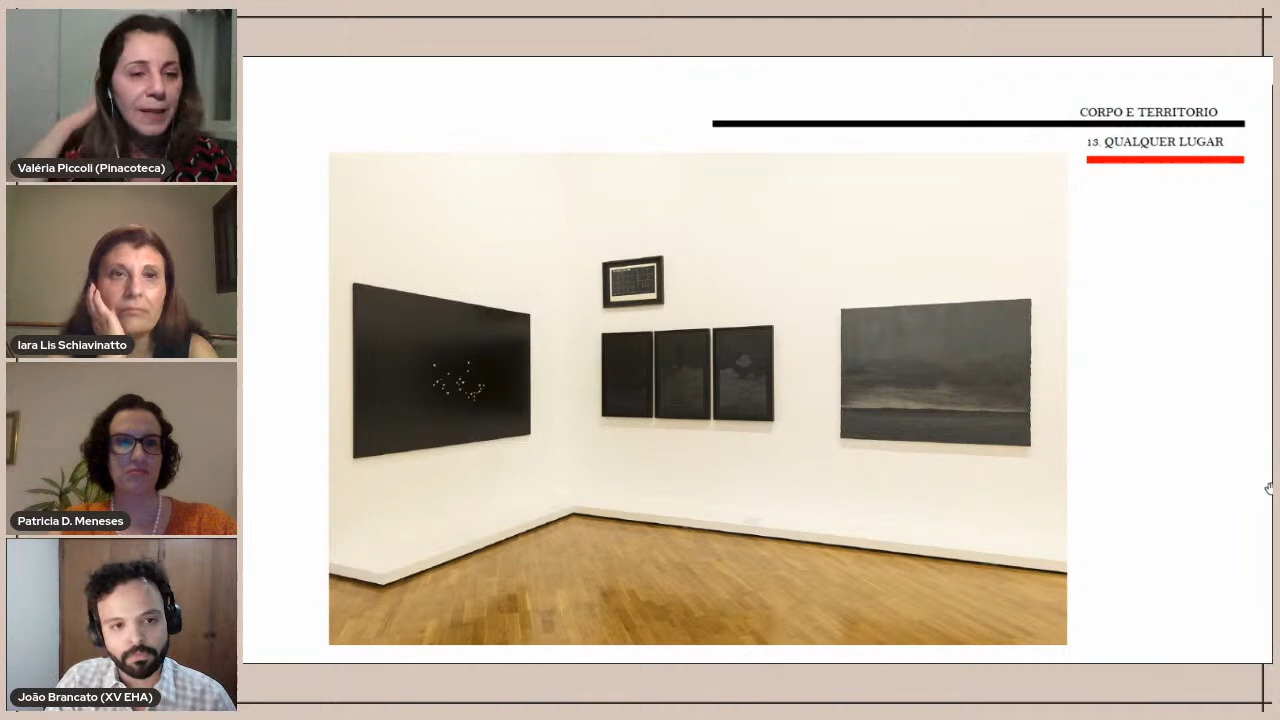 Valéria Piccoli (Pinacoteca)
Iara Lis Schiavinatto
Patricia D. Meneses
João Brancato (XV EHA)
CORPO E TERRITORIO
13. QUALQUER LUGAR